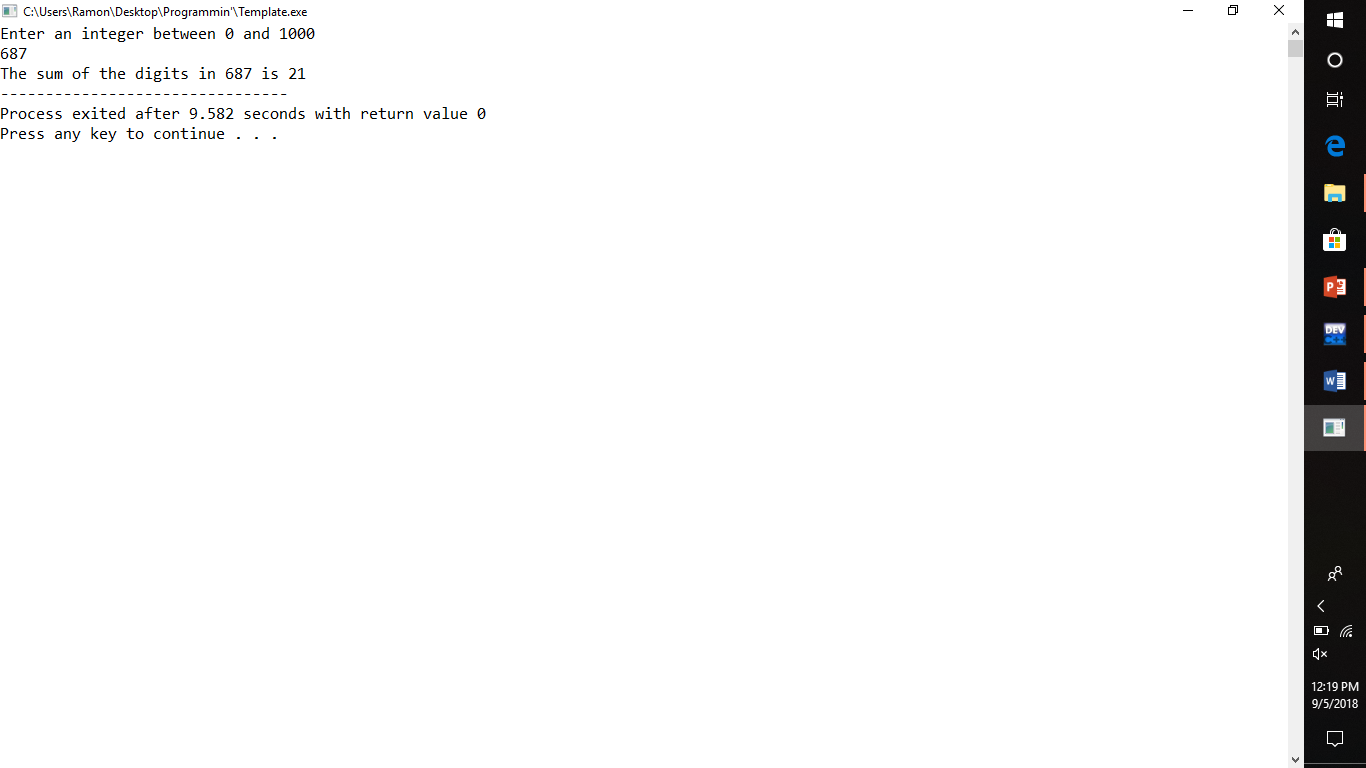 C:\Users\Ramon\Desktop\Programmin'\Template.exe
Enter an integer between 0 and 1000
687
The sum of the digits in 687 is 21
--------------------------------
Process exited after 9.582 seconds with return value 0
Press any key to continue . . .
DEV
12:19 PM
9/5/2018